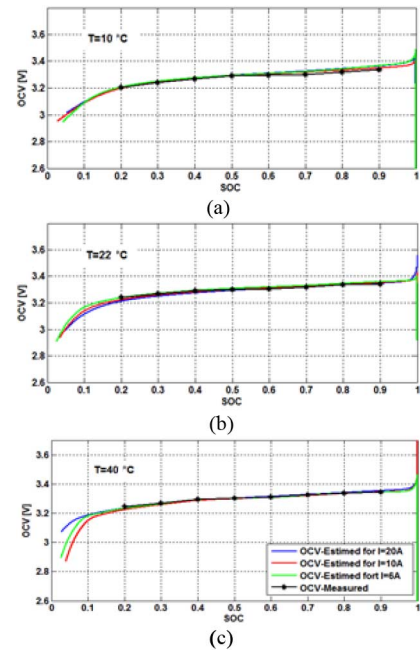 3.6
3.4
3.2
3
2.8
2.6
OCV [V]
T=10 °C
0 0.1 0.2 0.3 0.4 0.5 0.6 0.7 0.8 0.9 1
SOC
(a)
3.6
3.4
3.2
3
2.8
2.6
OCV [V]
T=22 °C
0 0.1 0.2 0.3 0.4 0.5 0.6 0.7 0.8 0.9 1
SOC
(b)
3.6
3.4
3.2
3
2.8
2.6
OCV [V]
T=40 °C
OCV-Estimed for I=20A
OCV-Estimed for I=10A
OCV-Estimed fort I=6A
OCV-Measured
0 0.1 0.2 0.3 0.4 0.5 0.6 0.7 0.8 0.9 1
SOC
(c)